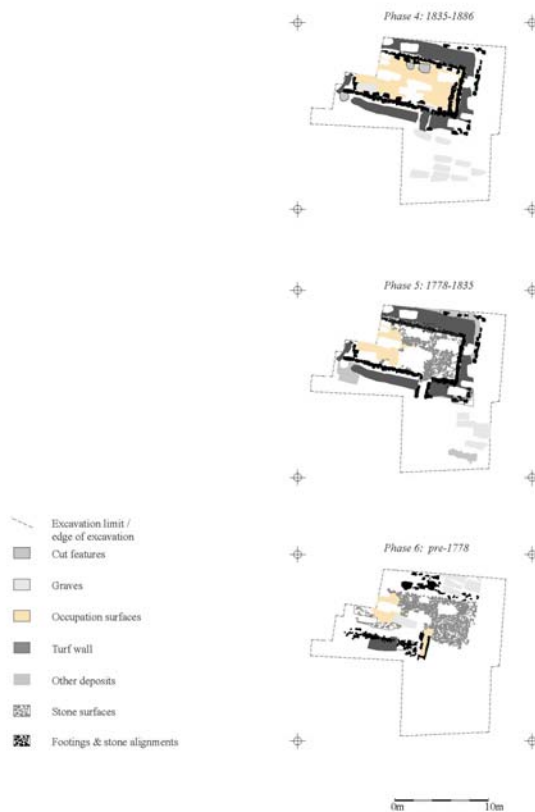 Phase 4: 1835-1886
Phase 5: 1778-1835
Excavation limit /
edge of excavation
Cut features
Phase 6: pre-1778
Graves
Occupation surfaces
Turf wall
Other deposits
Stone surfaces
Footings & stone alignments
0m 10m